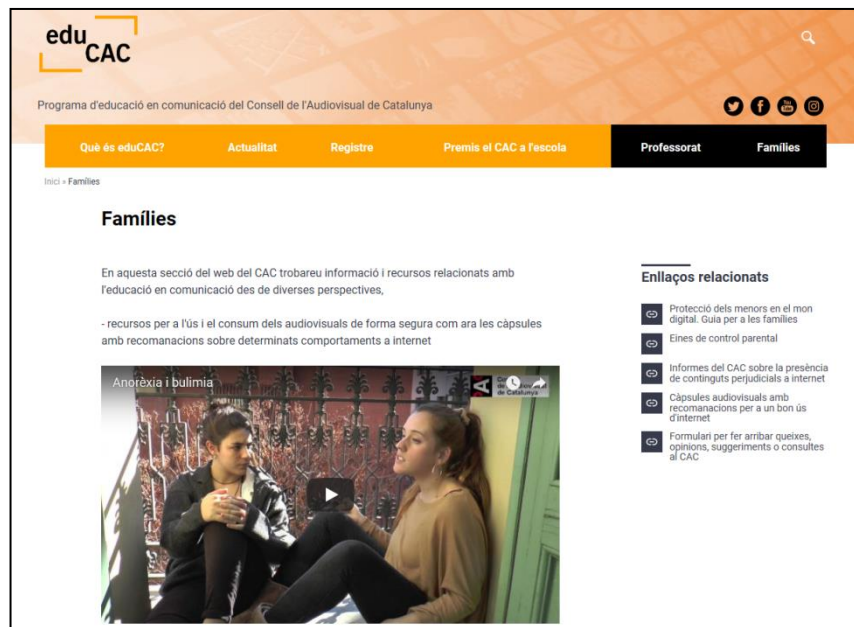 edu
CAC
Programa d'educació en comunicació del Consell de l'Audiovisual de Catalunya
Què és eduCAC?
Actualitat
Registre
Premis el CAC a l'escola
Professorat
Famílies
Inici » Famílies
Famílies
En aquesta secció del web del CAC trobareu informació i recursos relacionats amb
l'educació en comunicació des de diverses perspectives,
- recursos per a l'ús i el consum dels audiovisuals de forma segura com ara les càpsules
amb recomanacions sobre determinats comportaments a internet
Anorèxia i bulimia
de Catalunya
Enllaços relacionats
Protecció dels menors en el mon
digital. Guia per a les famílies
Eines de control parental
Informes del CAC sobre la presència
de continguts perjudicials a internet
Càpsules audiovisuals amb
recomanacions per a un bon ús
d'internet
Formulari per fer arribar queixes,
opinions, suggeriments o consultes
al CAC